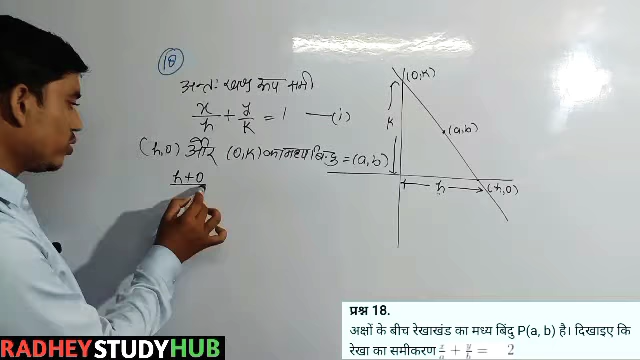 18
अन्तः खण्ड रूप समी
x/h + y/k = 1 —(i)
(h,0) और (0,k) का मध्य बिन्दु = (a,b)
h+0
(0,k)
k
(a,b)
h
(h,0)
प्रश्न 18.
अक्षों के बीच रेखाखंड का मध्य बिंदु P(a, b) है। दिखाइए कि
रेखा का समीकरण x/a + y/b = 2
RADHEYSTUDYHUB